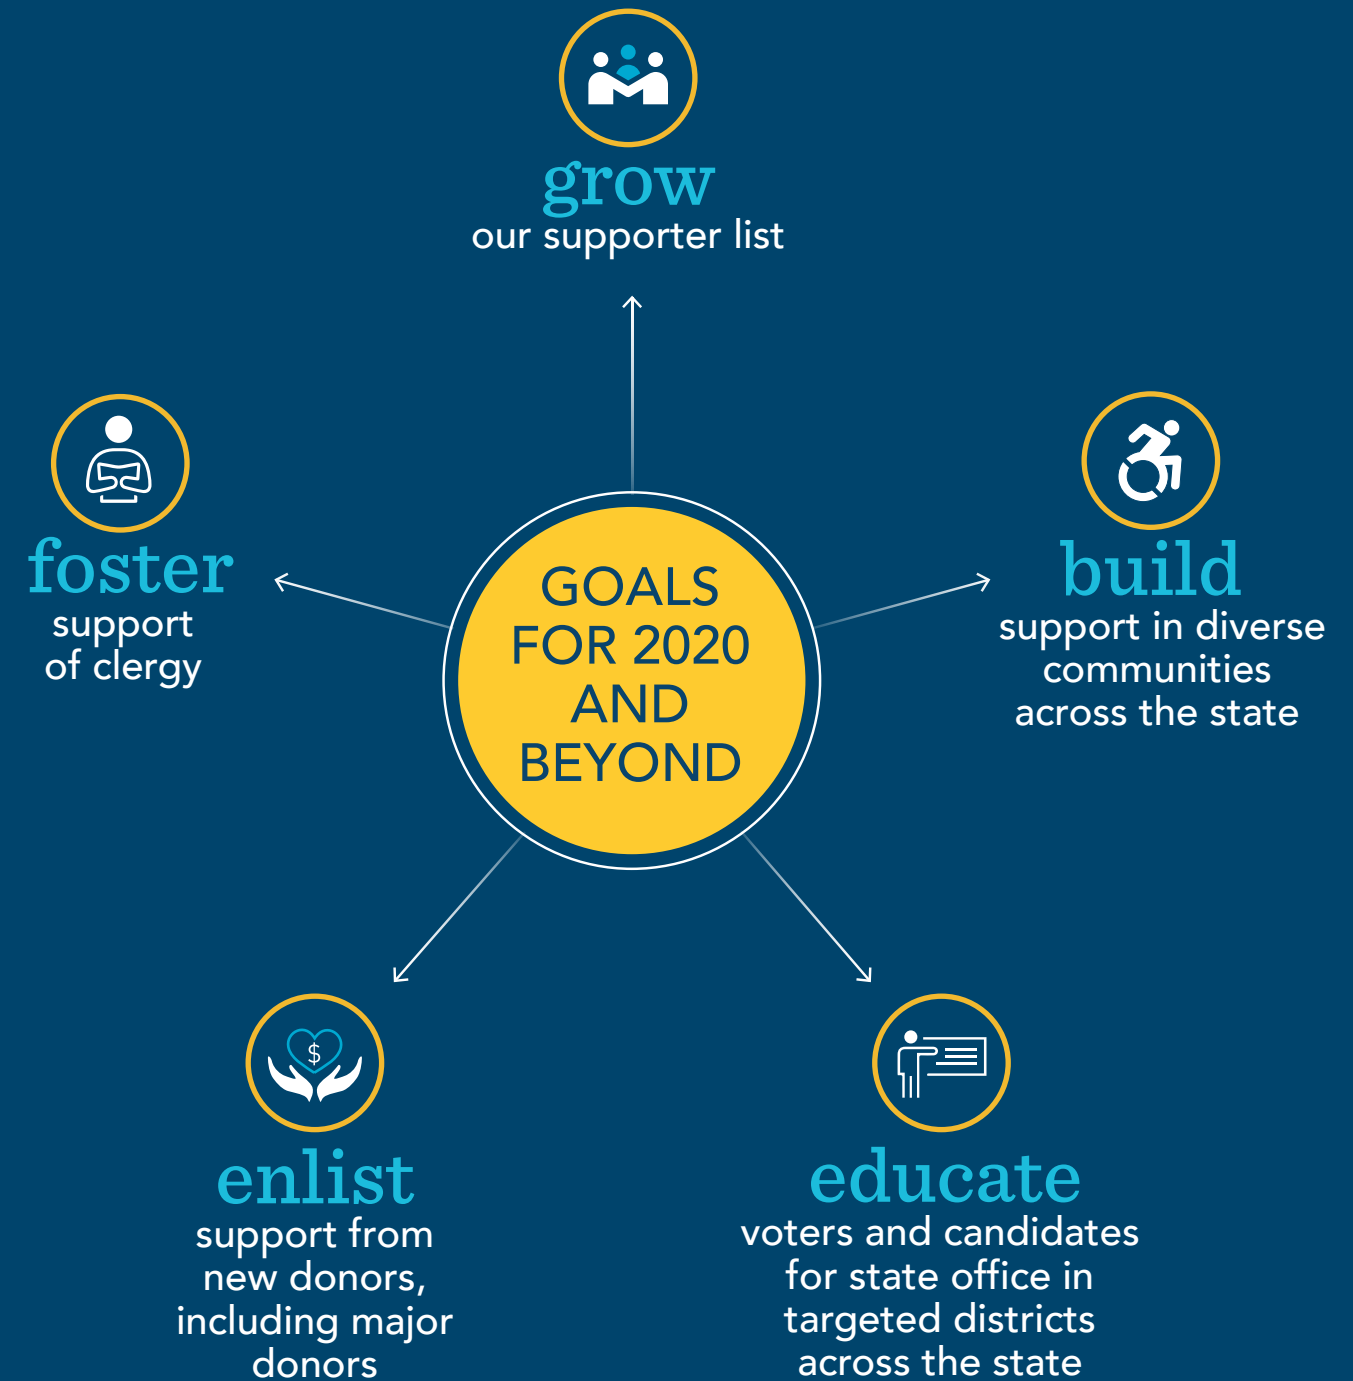 grow
our supporter list
foster
support
of clergy
GOALS
FOR 2020
AND
BEYOND
build
support in diverse
communities
across the state
$
enlist
support from
new donors,
including major
donors
educate
voters and candidates
for state office in
targeted districts
across the state